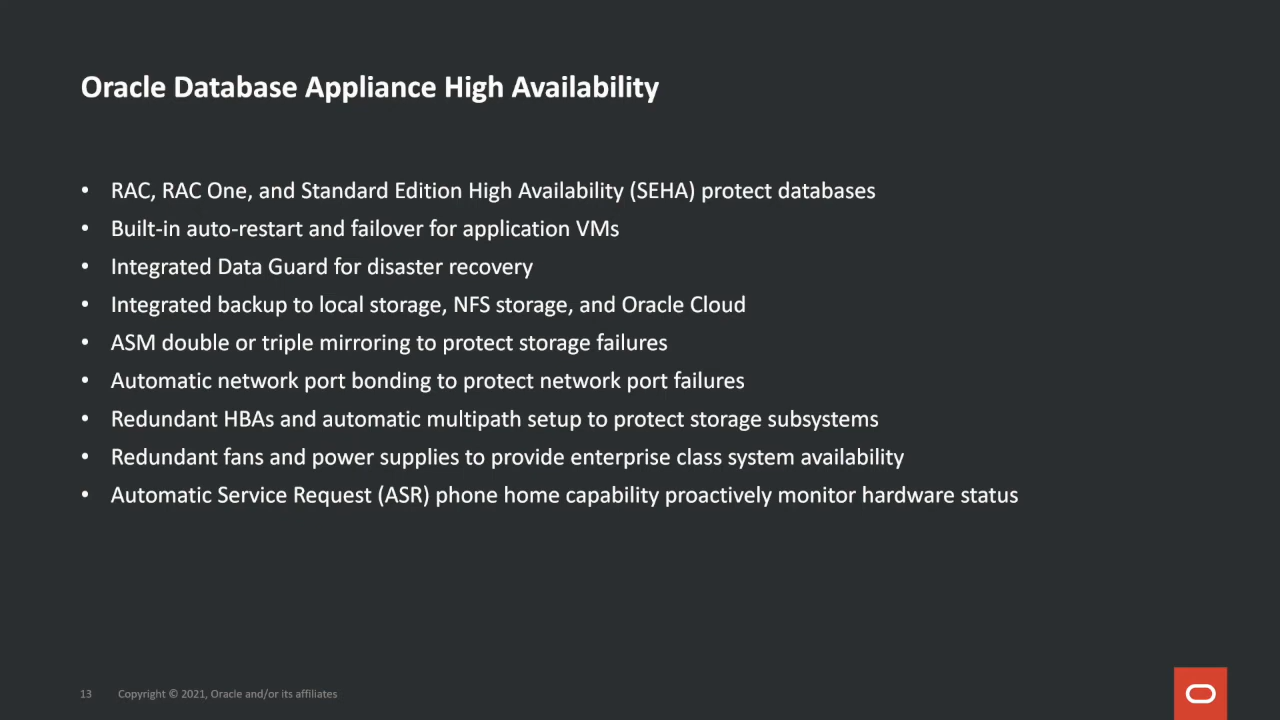 Oracle Database Appliance High Availability
• RAC, RAC One, and Standard Edition High Availability (SEHA) protect databases
• Built-in auto-restart and failover for application VMs
• Integrated Data Guard for disaster recovery
• Integrated backup to local storage, NFS storage, and Oracle Cloud
• ASM double or triple mirroring to protect storage failures
• Automatic network port bonding to protect network port failures
• Redundant HBAs and automatic multipath setup to protect storage subsystems
• Redundant fans and power supplies to provide enterprise class system availability
• Automatic Service Request (ASR) phone home capability proactively monitor hardware status
13 Copyright © 2021, Oracle and/or its affiliates